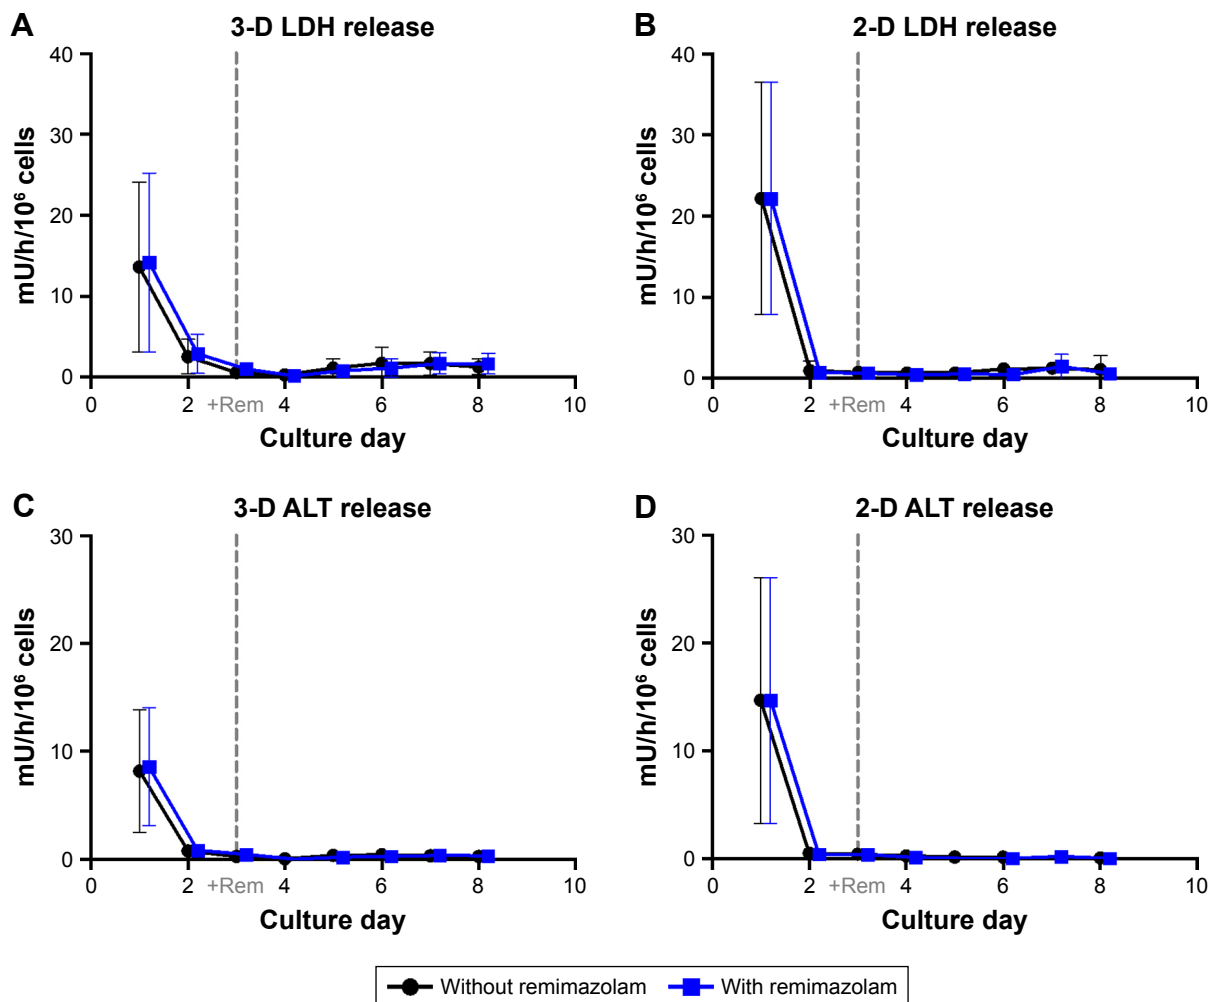 A
3-D LDH release
40
30
20
10
0
mU/h/10⁶ cells
0
2
+Rem
4
6
8
10
Culture day
B
2-D LDH release
40
30
20
10
0
mU/h/10⁶ cells
0
2
+Rem
4
6
8
10
Culture day
C
3-D ALT release
30
20
10
0
mU/h/10⁶ cells
0
2
+Rem
4
6
8
10
Culture day
D
2-D ALT release
30
20
10
0
mU/h/10⁶ cells
0
2
+Rem
4
6
8
10
Culture day
Without remimazolam
With remimazolam